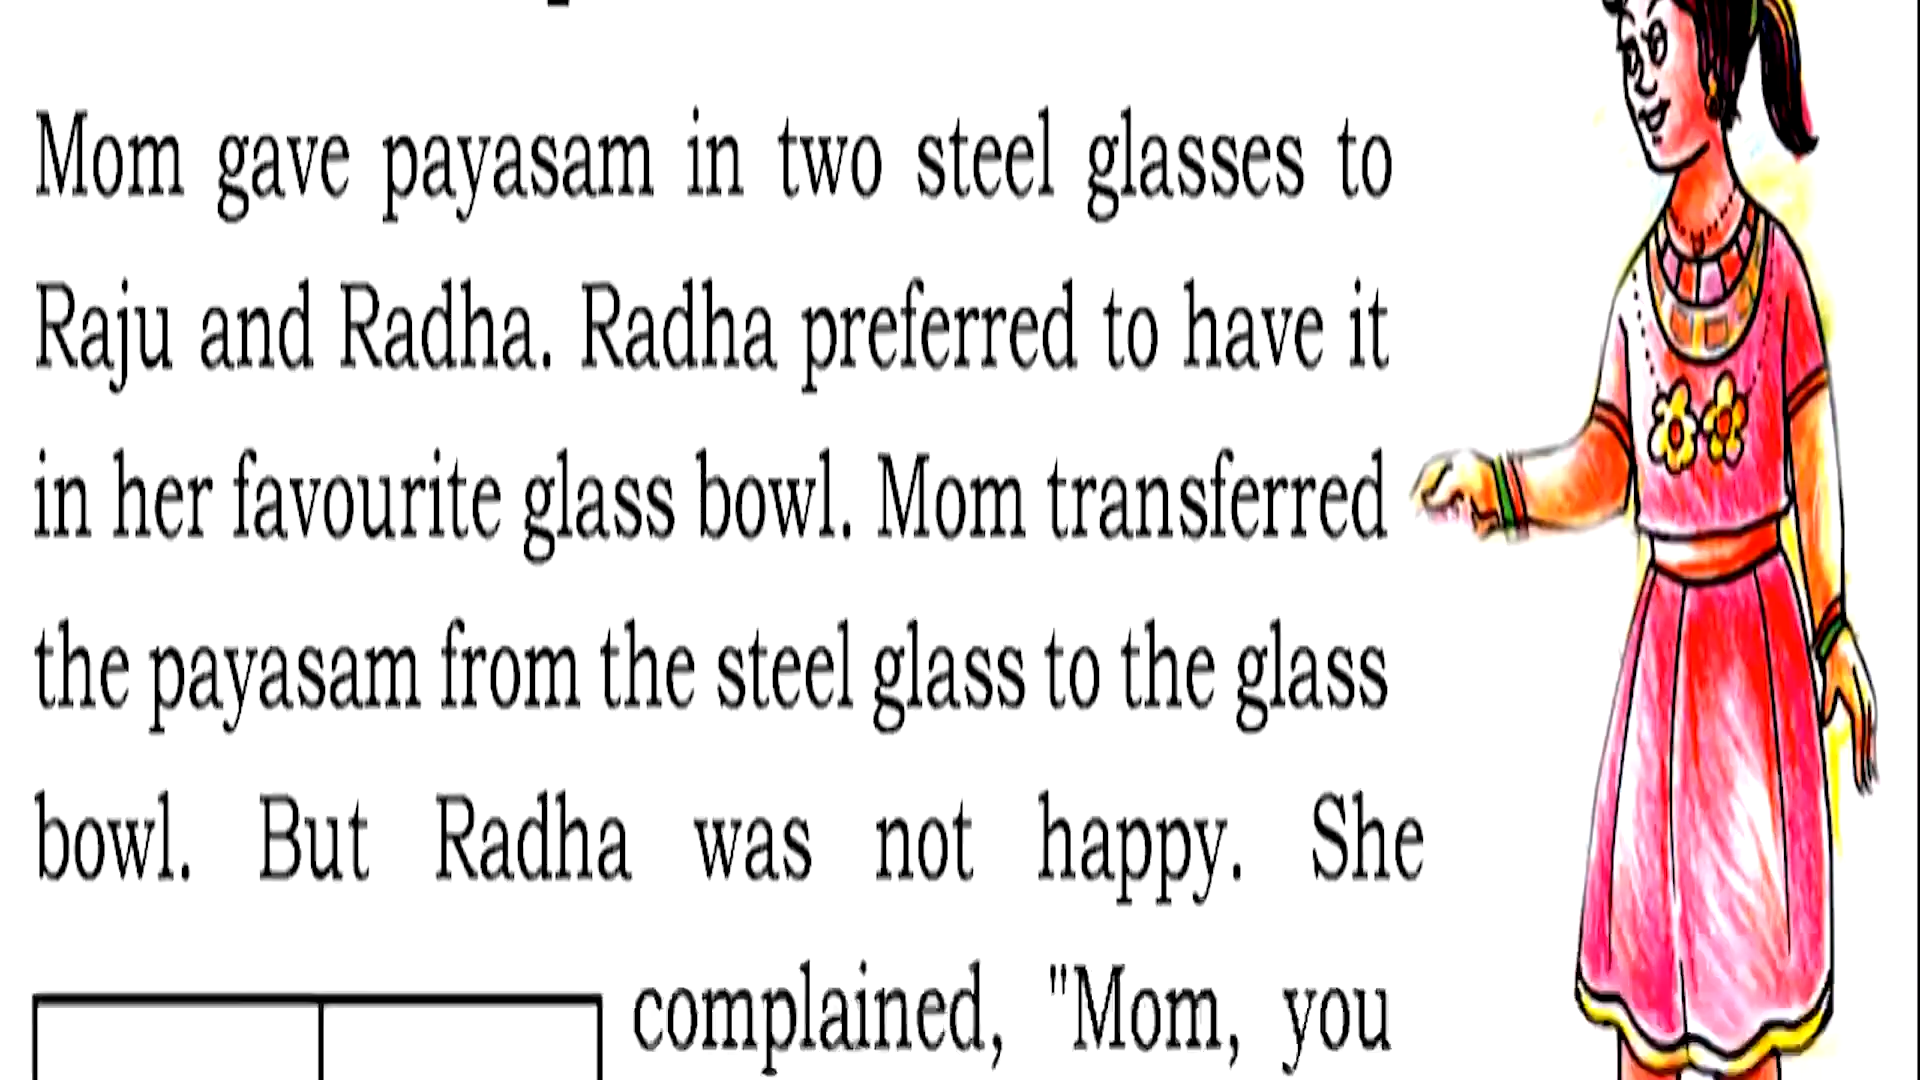 Mom gave payasam in two steel glasses to
Raju and Radha. Radha preferred to have it
in her favourite glass bowl. Mom transferred
the payasam from the steel glass to the glass
bowl. But Radha was not happy. She
complained, "Mom, you